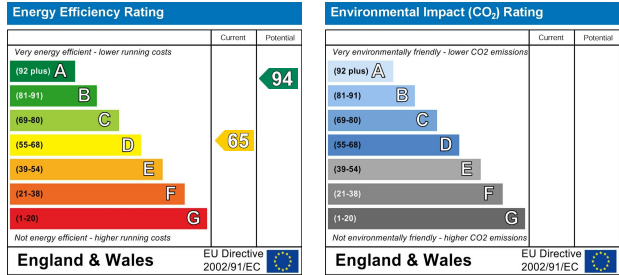 Energy Efficiency Rating
Current Potential
Very energy efficient - lower running costs
(92 plus) A
(81-91) B
(69-80) C
(55-68) D
(39-54) E
(21-38) F
(1-20) G
94
65
Not energy efficient - higher running costs
England & Wales
EU Directive
2002/91/EC
Environmental Impact (CO₂) Rating
Current Potential
Very environmentally friendly - lower CO2 emissions
(92 plus) A
(81-91) B
(69-80) C
(55-68) D
(39-54) E
(21-38) F
(1-20) G
Not environmentally friendly - higher CO2 emissions
England & Wales
EU Directive
2002/91/EC